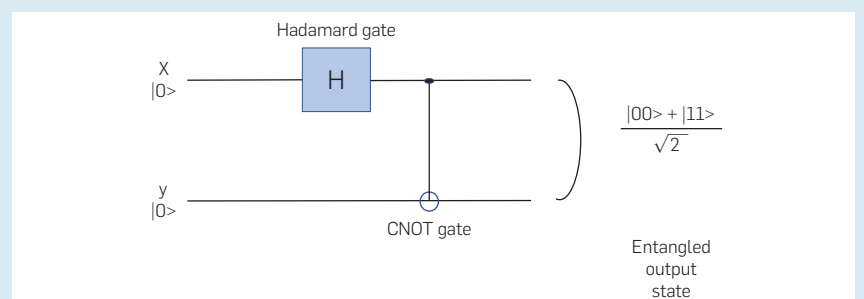 Hadamard gate
X
|0>
H
|00> + |11>
√2
y
|0>
CNOT gate
Entangled
output
state